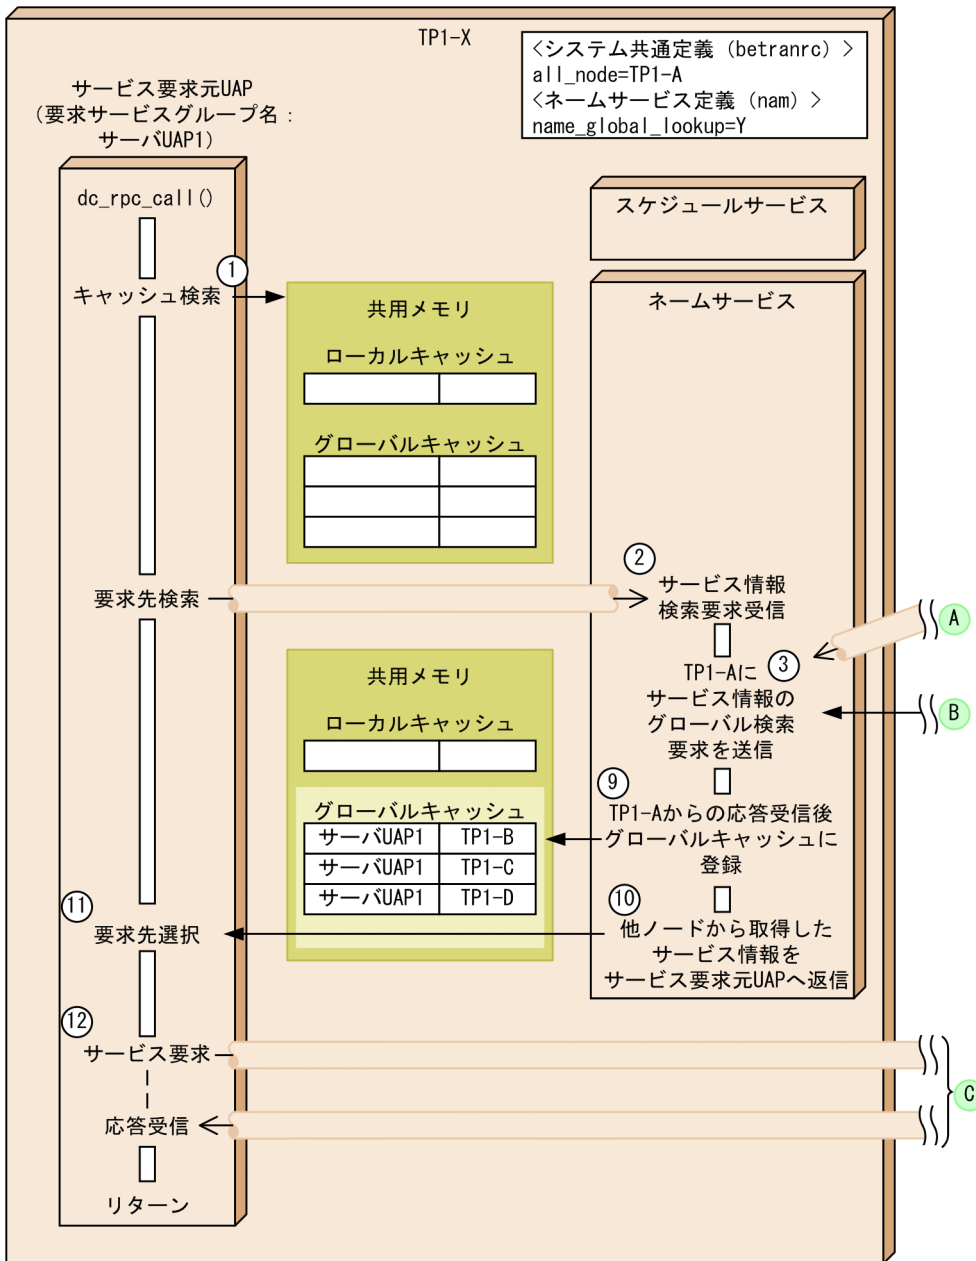 TP1-X
<システム共通定義（betranrc）>
all_node=TP1-A
<ネームサービス定義（nam）>
name_global_lookup=Y
サービス要求元UAP
（要求サービスグループ名：
サーバUAP1）
dc_rpc_call()
スケジュールサービス
①
キャッシュ検索
共用メモリ
ローカルキャッシュ
グローバルキャッシュ
ネームサービス
②
要求先検索
サービス情報
検索要求受信
A
③
TP1-Aに
サービス情報の
グローバル検索
要求を送信
B
共用メモリ
ローカルキャッシュ
グローバルキャッシュ
サーバUAP1 TP1-B
サーバUAP1 TP1-C
サーバUAP1 TP1-D
⑨
TP1-Aからの応答受信後
グローバルキャッシュに
登録
⑩
他ノードから取得した
サービス情報を
サービス要求元UAPへ返信
⑪
要求先選択
⑫
サービス要求
応答受信
C
リターン